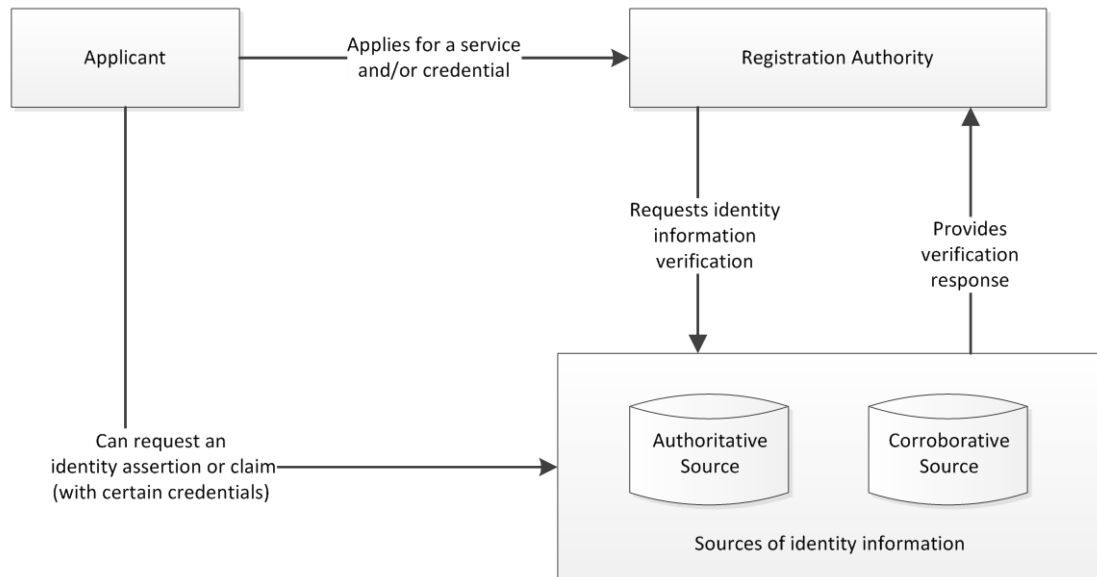 Applicant
Applies for a service
and/or credential
Registration Authority
Requests identity
information
verification
Provides
verification
response
Can request an
identity assertion or claim
(with certain credentials)
Authoritative
Source
Corroborative
Source
Sources of identity information